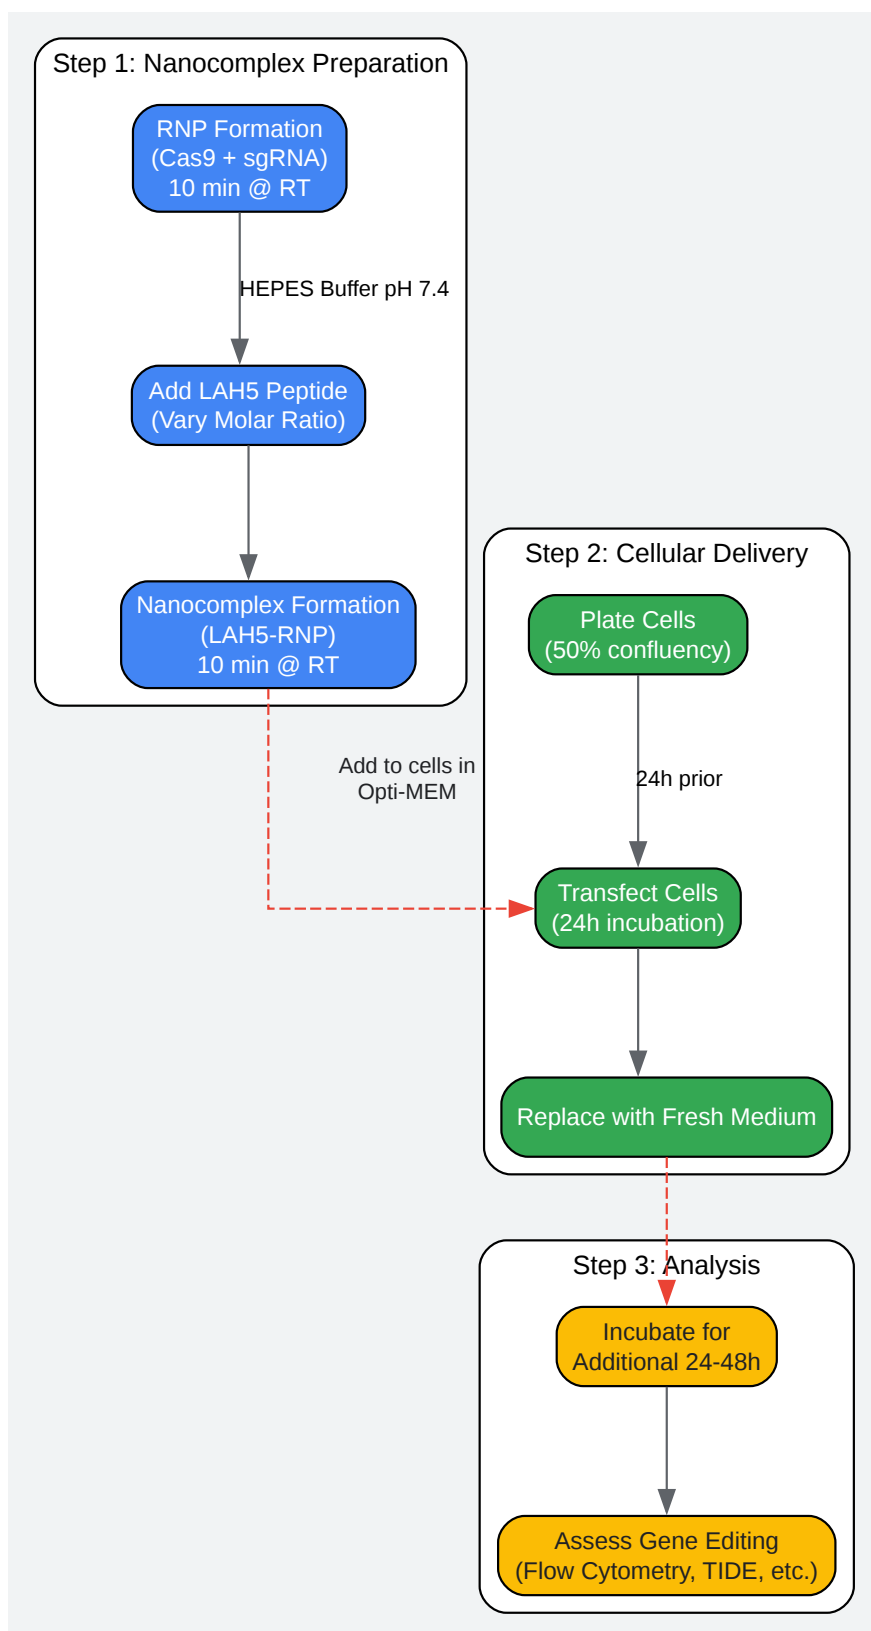 Step 1: Nanocomplex Preparation
RNP Formation
(Cas9 + sgRNA)
10 min @ RT
HEPES Buffer pH 7.4
Add LAH5 Peptide
(Vary Molar Ratio)
Nanocomplex Formation
(LAH5-RNP)
10 min @ RT
Add to cells in
Opti-MEM
Step 2: Cellular Delivery
Plate Cells
(50% confluency)
24h prior
Transfect Cells
(24h incubation)
Replace with Fresh Medium
Step 3: Analysis
Incubate for
Additional 24-48h
Assess Gene Editing
(Flow Cytometry, TIDE, etc.)